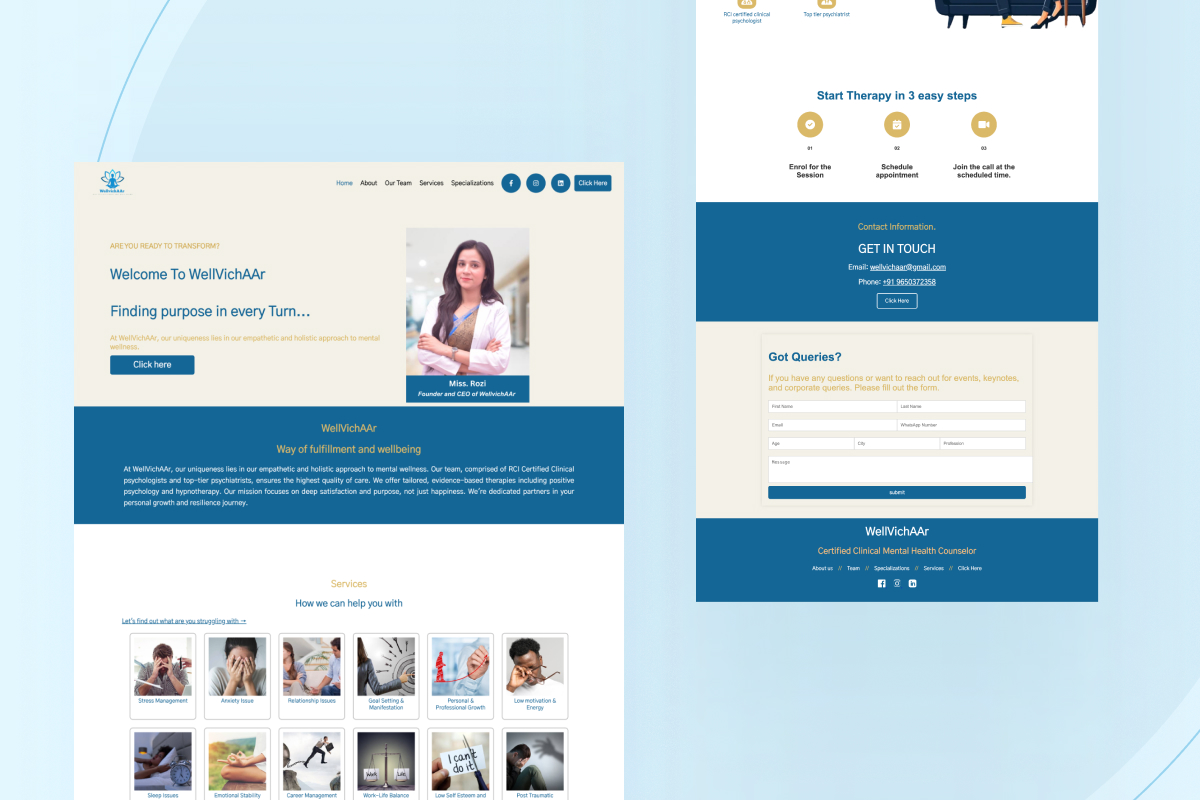 WellvichAAr
Home About Our Team Services Specializations Click Here
ARE YOU READY TO TRANSFORM?
Welcome To WellVichAAr
Finding purpose in every Turn...
At WellVichAAr, our uniqueness lies in our empathetic and holistic approach to mental
wellness.
Click here
Miss. Rozi
Founder and CEO of WellvichAAr
WellVichAAr
Way of fulfillment and wellbeing
At WellVichAAr, our uniqueness lies in our empathetic and holistic approach to mental wellness. Our team, comprised of RCI Certified Clinical
psychologists and top-tier psychiatrists, ensures the highest quality of care. We offer tailored, evidence-based therapies including positive
psychology and hypnotherapy. Our mission focuses on deep satisfaction and purpose, not just happiness. We're dedicated partners in your
personal growth and resilience journey.
Services
How we can help you with
Let's find out what are you struggling with →
Stress Management
Anxiety Issue
Relationship Issues
Goal Setting &
Manifestation
Personal &
Professional Growth
Low motivation &
Energy
Work Life
I can't
do it
Sleep Issues
Emotional Stability
Career Management
Work-Life Balance
Low Self Esteem and
Post Traumatic
RCI certified clinical
psychologist
Top tier psychiatrist
Start Therapy in 3 easy steps
01
Enrol for the
Session
02
Schedule
appointment
03
Join the call at the
scheduled time.
Contact Information.
GET IN TOUCH
Email: wellvichaar@gmail.com
Phone: +91 9650372358
Click Here
Got Queries?
If you have any questions or want to reach out for events, keynotes,
and corporate queries. Please fill out the form.
First Name Last Name
Email WhatsApp Number
Age City Profession
Message
submit
WellVichAAr
Certified Clinical Mental Health Counselor
About us // Team // Specializations // Services // Click Here